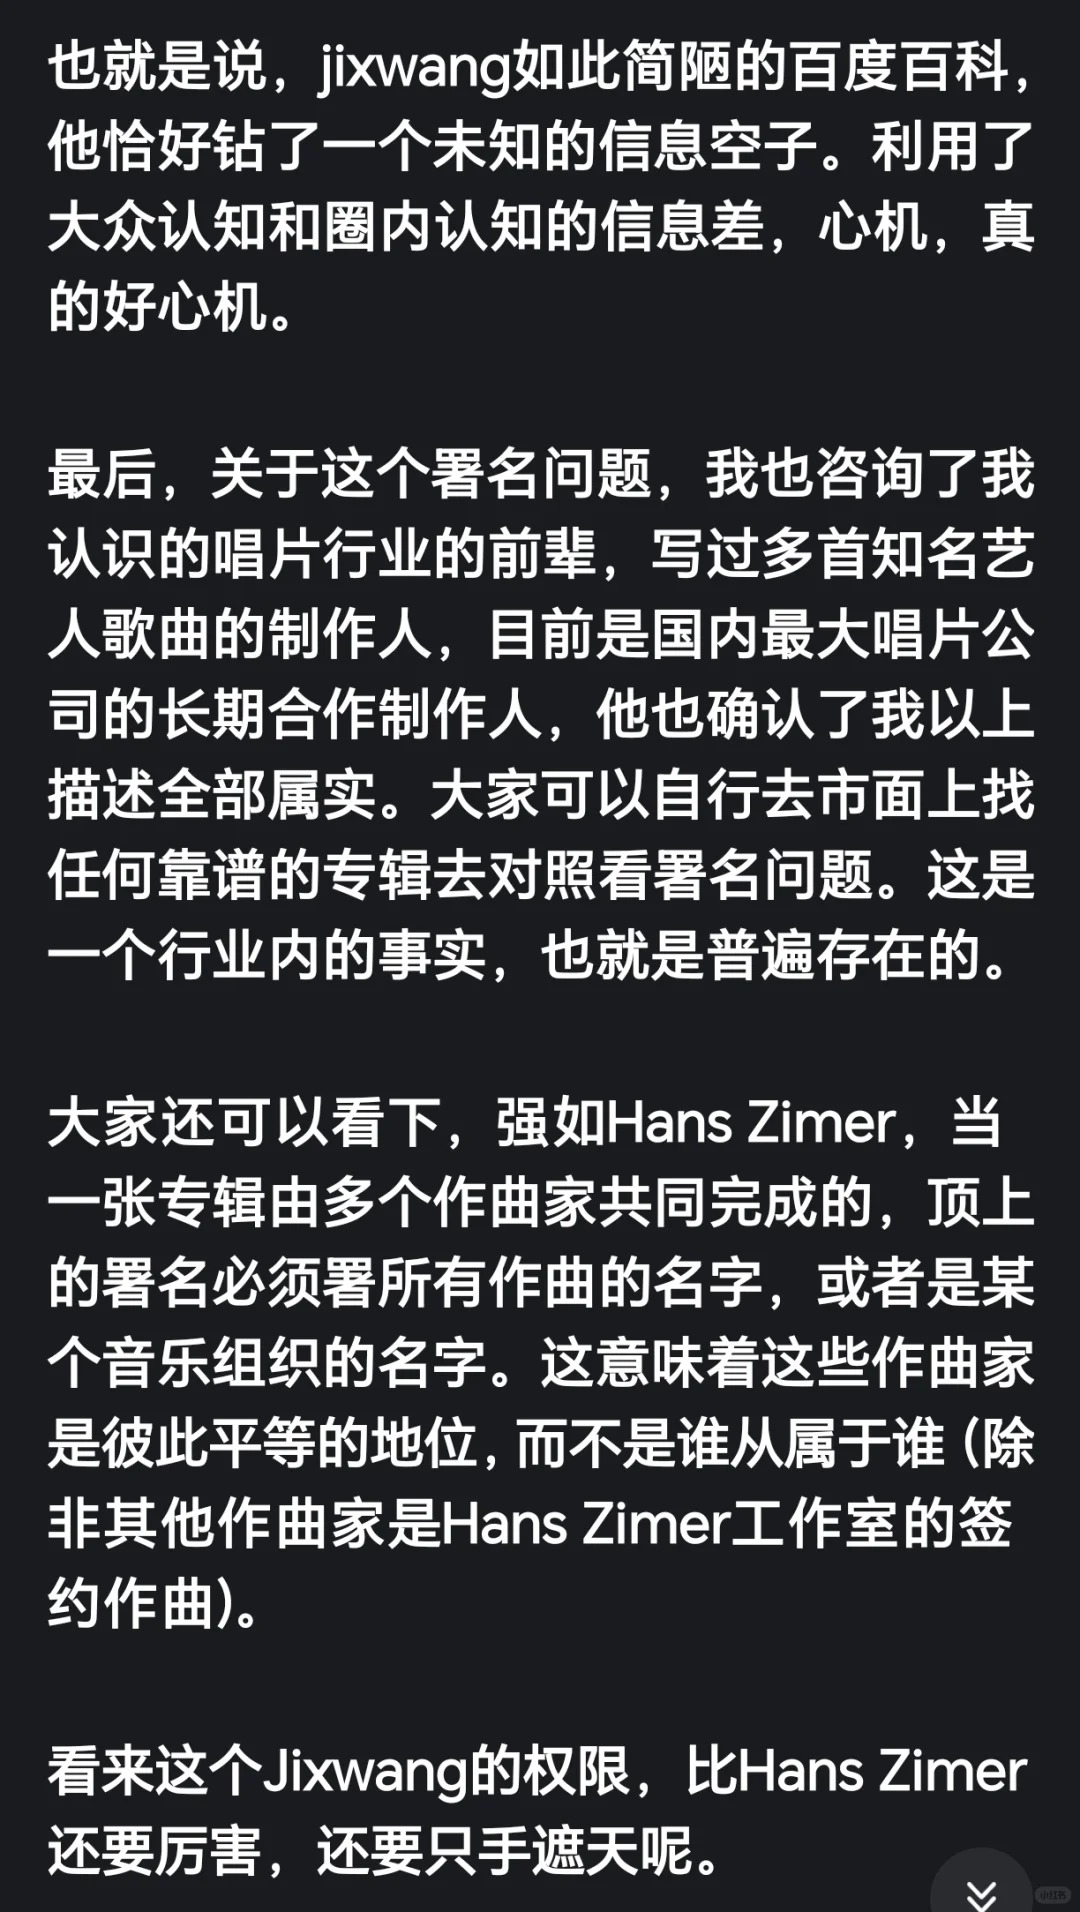 也就是说，jixwang如此简陋的百度百科，
他恰好钻了一个未知的信息空子。利用了
大众认知和圈内认知的信息差，心机，真
的好心机。
最后，关于这个署名问题，我也咨询了我
认识的唱片行业的前辈，写过多首知名艺
人歌曲的制作人，目前是国内最大唱片公
司的长期合作制作人，他也确认了我以上
描述全部属实。大家可以自行去市面上找
任何靠谱的专辑去对照看署名问题。这是
一个行业内的事实，也就是普遍存在的。
大家还可以看下，强如Hans Zimer，当
一张专辑由多个作曲家共同完成的，顶上
的署名必须署所有作曲的名字，或者是某
个音乐组织的名字。这意味着这些作曲家
是彼此平等的地位，而不是谁从属于谁（除
非其他作曲家是Hans Zimer工作室的签
约作曲）。
看来这个Jixwang的权限，比Hans Zimer
还要厉害，还要只手遮天呢。
小红书